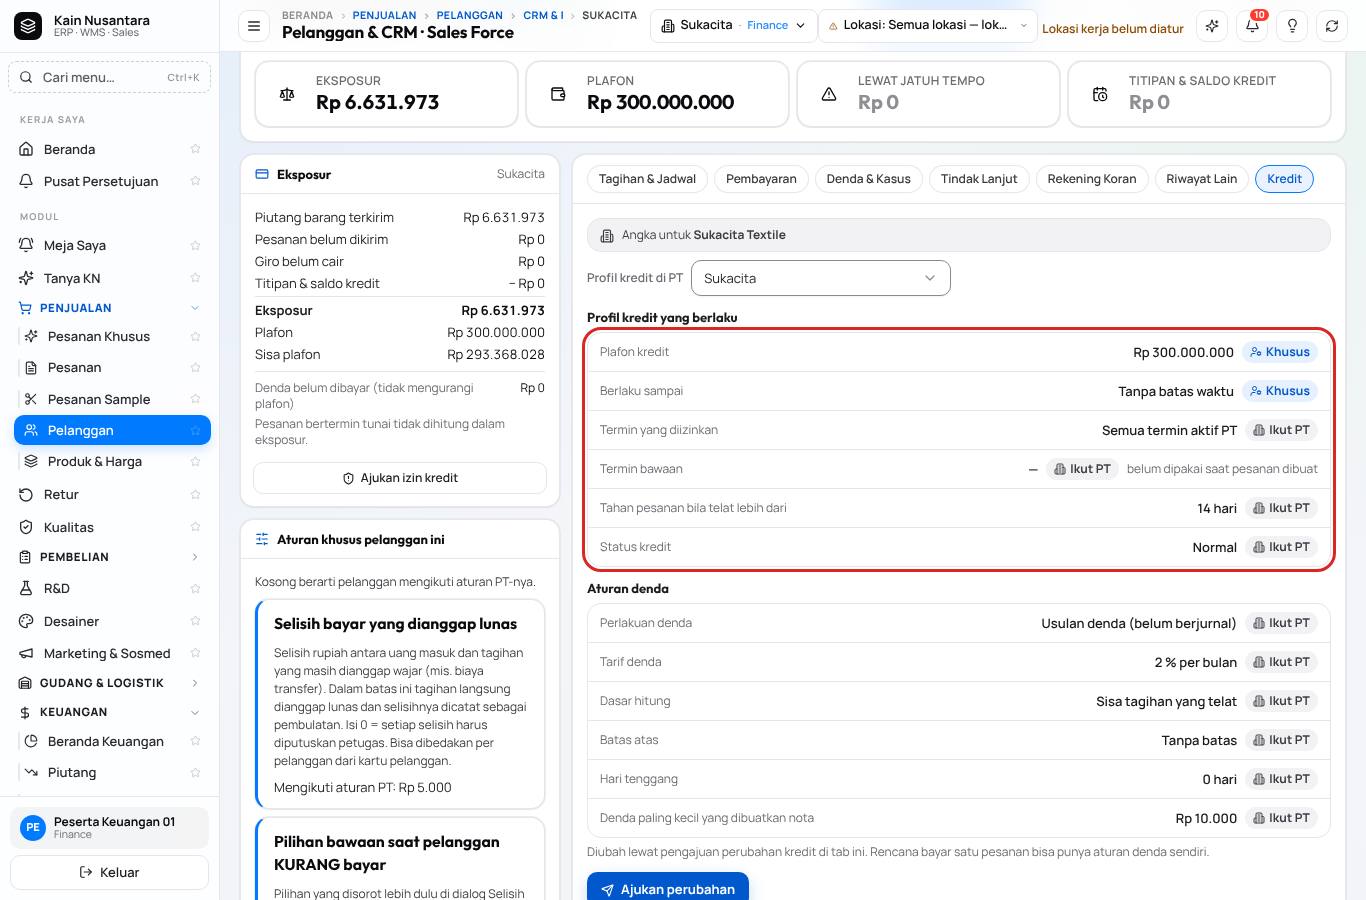 Kain Nusantara
ERP · WMS · Sales
Cari menu... Ctrl+K
KERJA SAYA
Beranda
Pusat Persetujuan
MODUL
Meja Saya
Tanya KN
PENJUALAN
Pesanan Khusus
Pesanan
Pesanan Sample
Pelanggan
Produk & Harga
Retur
Kualitas
PEMBELIAN
R&D
Desainer
Marketing & Sosmed
GUDANG & LOGISTIK
KEUANGAN
Beranda Keuangan
Piutang
PE Peserta Keuangan 01
Finance
Keluar
BERANDA > PENJUALAN > PELANGGAN > CRM & I > SUKACITA
Pelanggan & CRM · Sales Force
Sukacita · Finance
Lokasi: Semua lokasi — lok...
Lokasi kerja belum diatur
10
EKSPOSUR
Rp 6.631.973
PLAFON
Rp 300.000.000
LEWAT JATUH TEMPO
Rp 0
TITIPAN & SALDO KREDIT
Rp 0
Eksposur Sukacita
Piutang barang terkirim Rp 6.631.973
Pesanan belum dikirim Rp 0
Giro belum cair Rp 0
Titipan & saldo kredit – Rp 0
Eksposur Rp 6.631.973
Plafon Rp 300.000.000
Sisa plafon Rp 293.368.028
Denda belum dibayar (tidak mengurangi Rp 0
plafon)
Pesanan bertermin tunai tidak dihitung dalam
eksposur.
Ajukan izin kredit
Aturan khusus pelanggan ini
Kosong berarti pelanggan mengikuti aturan PT-nya.
Selisih bayar yang dianggap lunas
Selisih rupiah antara uang masuk dan tagihan
yang masih dianggap wajar (mis. biaya
transfer). Dalam batas ini tagihan langsung
dianggap lunas dan selisihnya dicatat sebagai
pembulatan. Isi 0 = setiap selisih harus
diputuskan petugas. Bisa dibedakan per
pelanggan dari kartu pelanggan.
Mengikuti aturan PT: Rp 5.000
Pilihan bawaan saat pelanggan
KURANG bayar
Pilihan yang disorot lebih dulu di dialog Selisih
Tagihan & Jadwal
Pembayaran
Denda & Kasus
Tindak Lanjut
Rekening Koran
Riwayat Lain
Kredit
Angka untuk Sukacita Textile
Profil kredit di PT Sukacita
Profil kredit yang berlaku
Plafon kredit Rp 300.000.000 Khusus
Berlaku sampai Tanpa batas waktu Khusus
Termin yang diizinkan Semua termin aktif PT Ikut PT
Termin bawaan — Ikut PT belum dipakai saat pesanan dibuat
Tahan pesanan bila telat lebih dari 14 hari Ikut PT
Status kredit Normal Ikut PT
Aturan denda
Perlakuan denda Usulan denda (belum berjurnal) Ikut PT
Tarif denda 2 % per bulan Ikut PT
Dasar hitung Sisa tagihan yang telat Ikut PT
Batas atas Tanpa batas Ikut PT
Hari tenggang 0 hari Ikut PT
Denda paling kecil yang dibuatkan nota Rp 10.000 Ikut PT
Diubah lewat pengajuan perubahan kredit di tab ini. Rencana bayar satu pesanan bisa punya aturan denda sendiri.
Ajukan perubahan